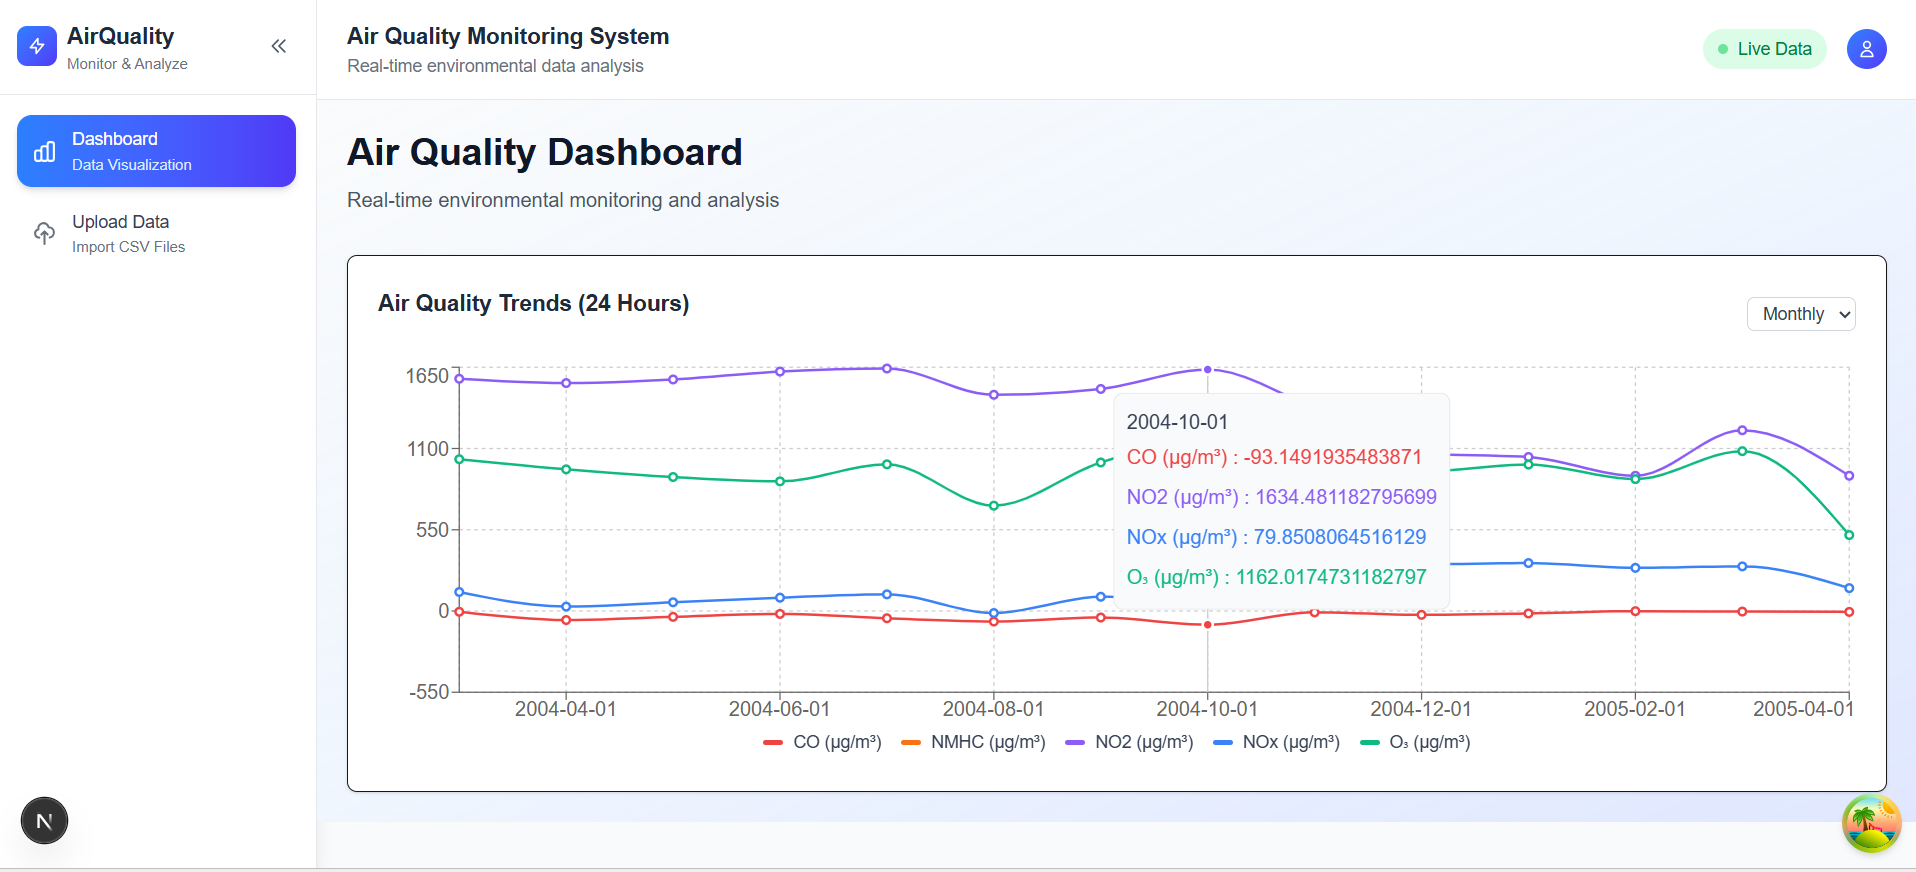 AirQuality
Monitor & Analyze
Dashboard
Data Visualization
Upload Data
Import CSV Files
N
Air Quality Monitoring System
Real-time environmental data analysis
Live Data
Air Quality Dashboard
Real-time environmental monitoring and analysis
Air Quality Trends (24 Hours)
Monthly
1650
1100
550
0
-550
2004-10-01
CO (µg/m³) : -93.1491935483871
NO2 (µg/m³) : 1634.481182795699
NOx (µg/m³) : 79.8508064516129
O₃ (µg/m³) : 1162.0174731182797
2004-04-01 2004-06-01 2004-08-01 2004-10-01 2004-12-01 2005-02-01 2005-04-01
CO (µg/m³) NMHC (µg/m³) NO2 (µg/m³) NOx (µg/m³) O₃ (µg/m³)